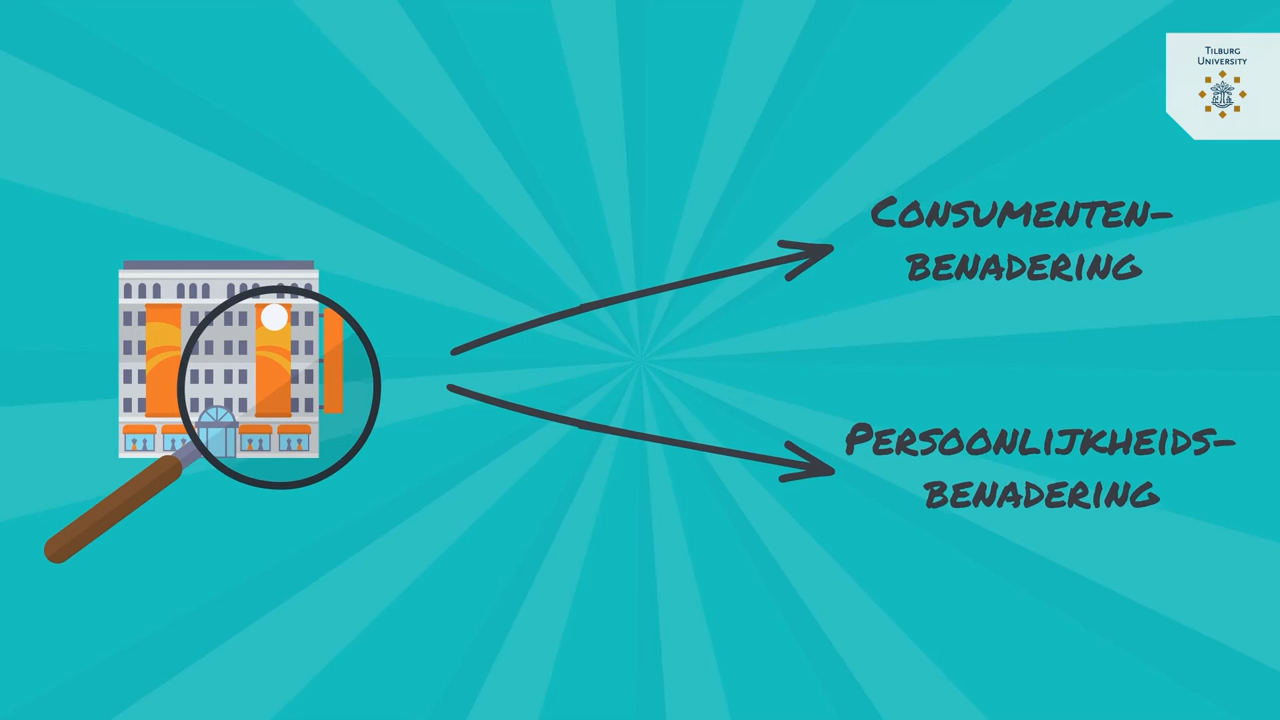 Tilburg
University
Consumenten-
benadering
Persoonlijkheids-
benadering